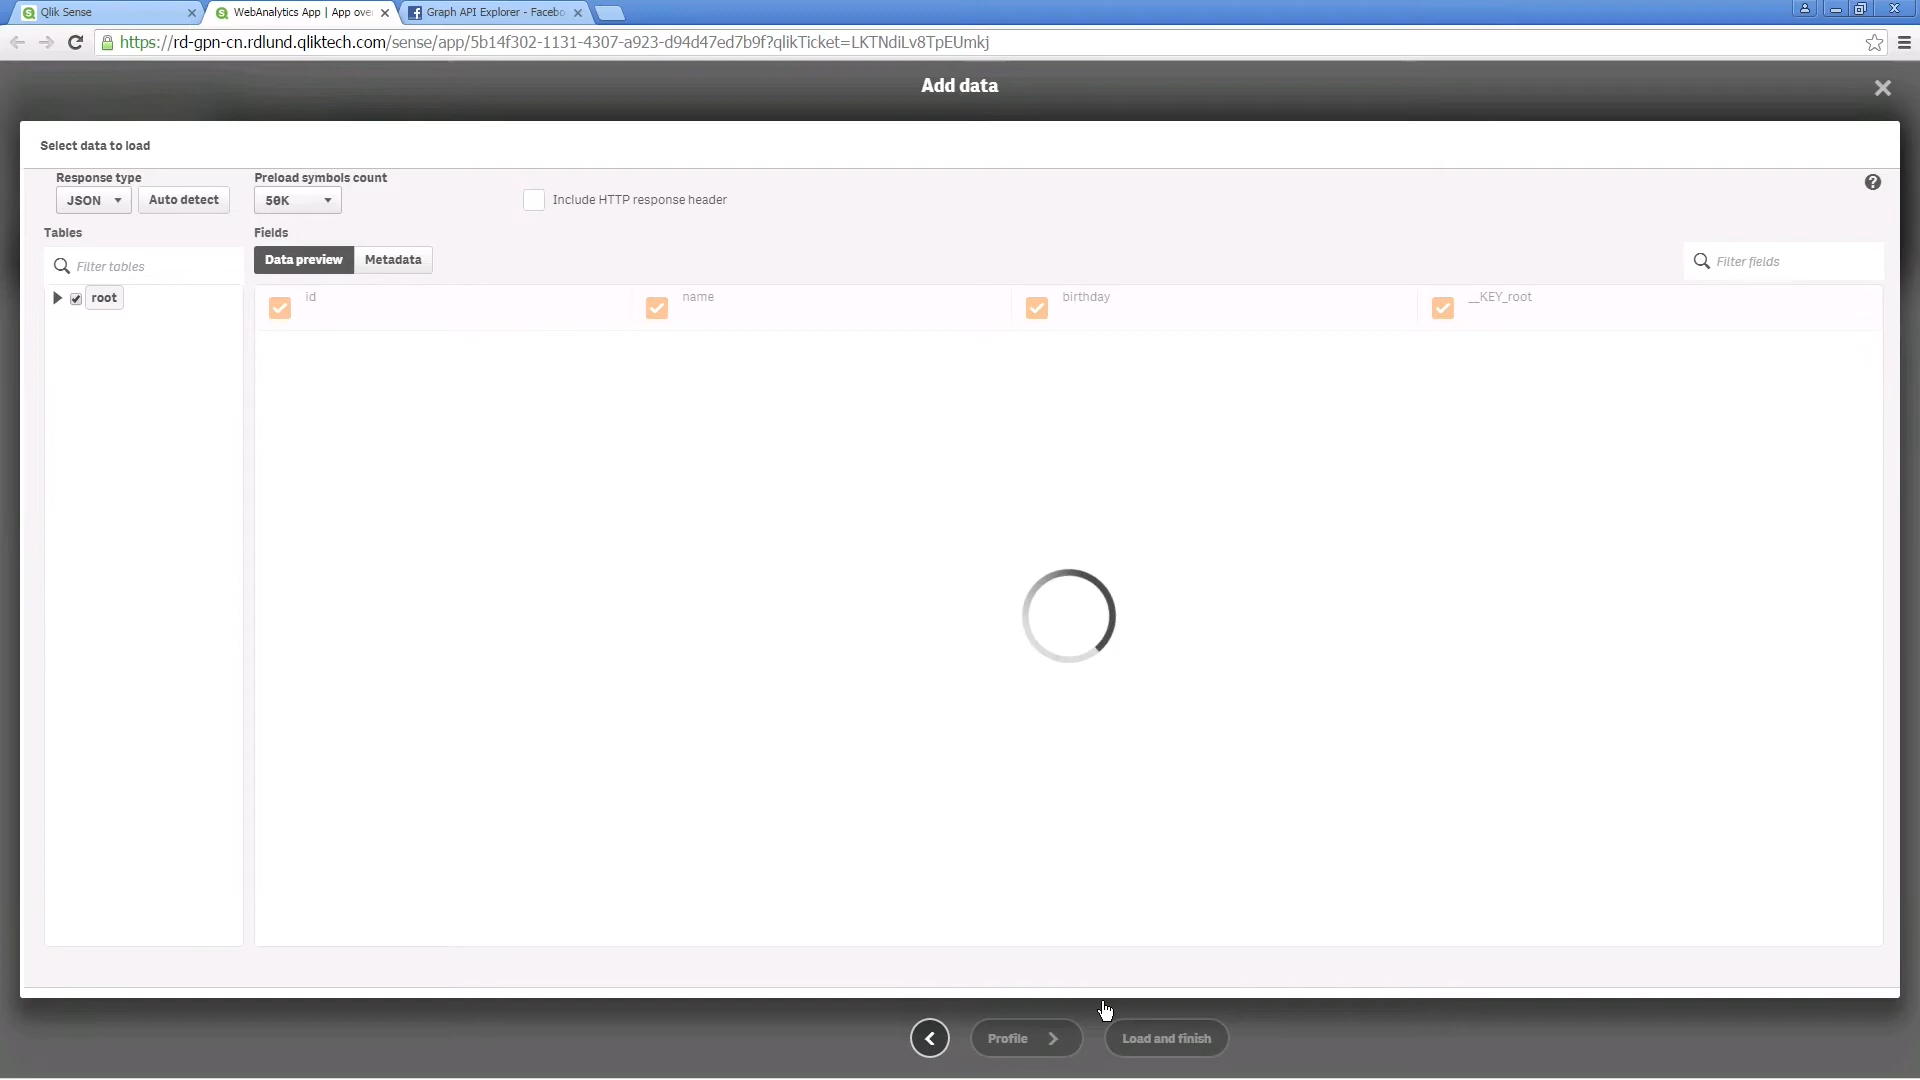 Qlik Sense
WebAnalytics App | App ove
Graph API Explorer - Facebo
https://rd-gpn-cn.rdlund.qliktech.com/sense/app/5b14f302-1131-4307-a923-d94d47ed7b9f?qlikTicket=LKTNdiLv8TpEUmkj
Add data
Select data to load
Response type
Preload symbols count
JSON
Auto detect
50K
Include HTTP response header
Tables
Fields
Filter tables
Data preview
Metadata
Filter fields
root
id
name
birthday
__KEY_root
Profile
Load and finish